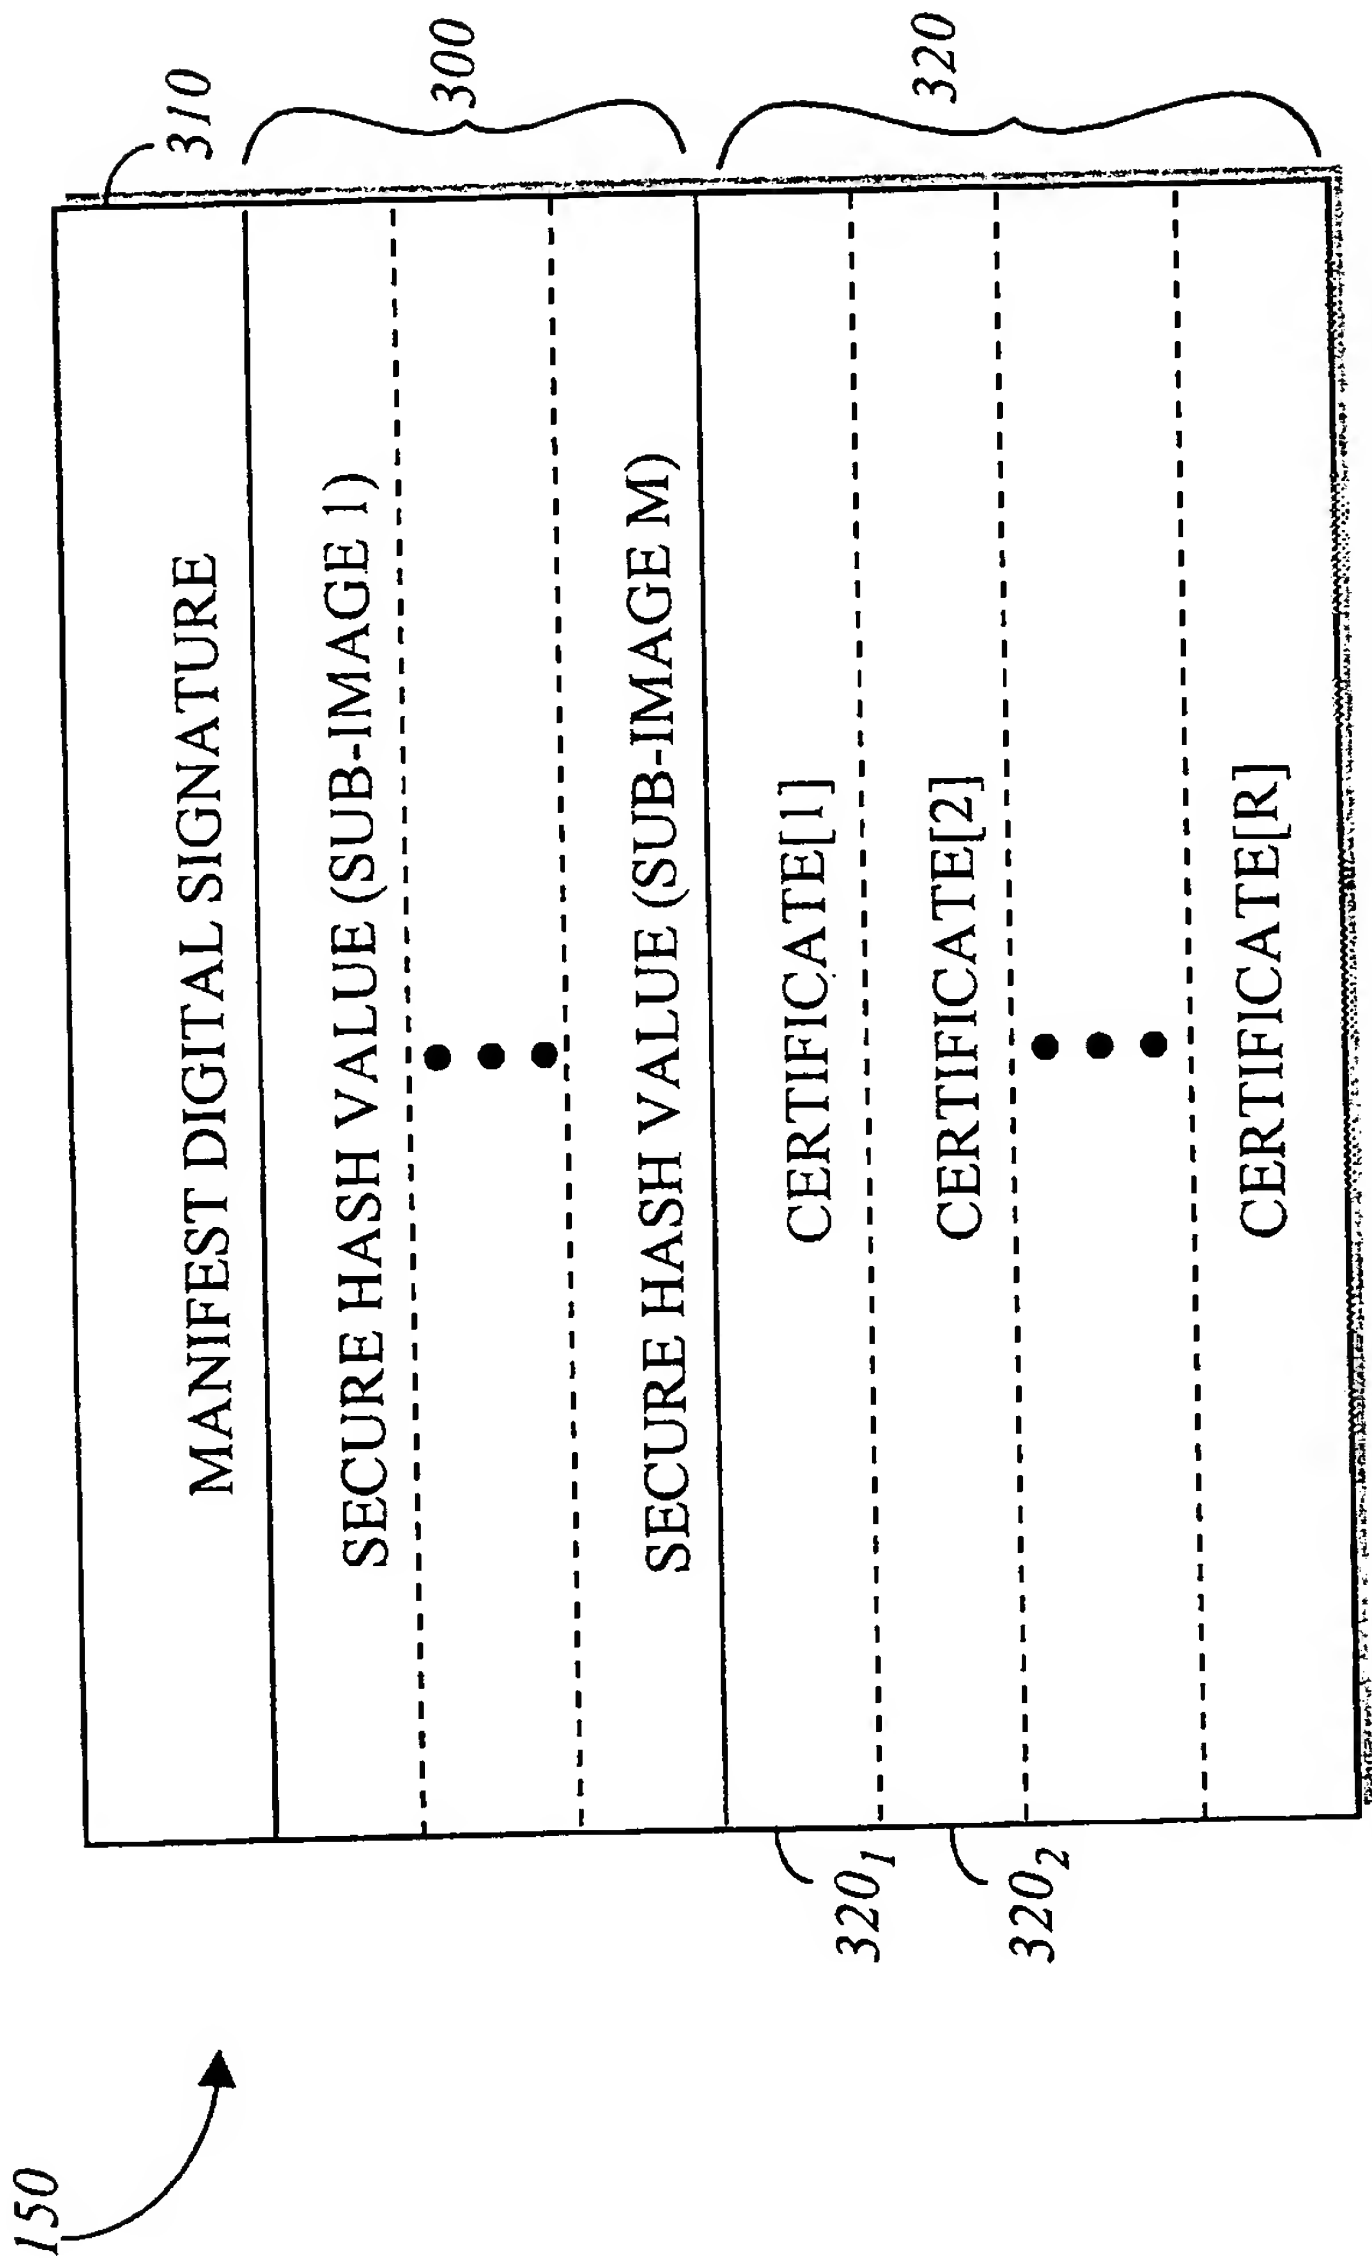 150
310
MANIFEST DIGITAL SIGNATURE
300
SECURE HASH VALUE (SUB-IMAGE 1)
SECURE HASH VALUE (SUB-IMAGE M)
320
320₁
CERTIFICATE[1]
320₂
CERTIFICATE[2]
CERTIFICATE[R]